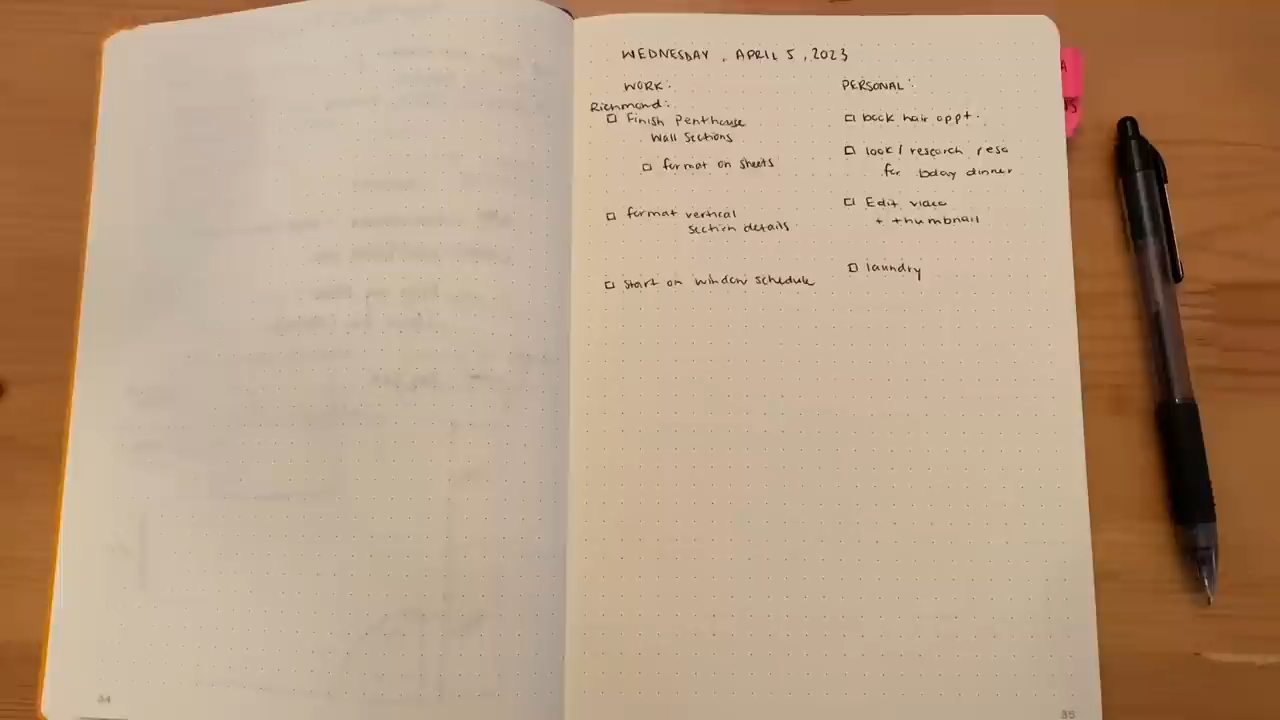 WEDNESDAY, APRIL 5, 2023
WORK:
Richmond:
finish Penthouse
Wall Sections
format on sheets
format vertical
section details
start on window schedule
PERSONAL:
book hair appt.
look / research reso
for bday dinner
Edit video
+ thumbnail
laundry
A
34
35